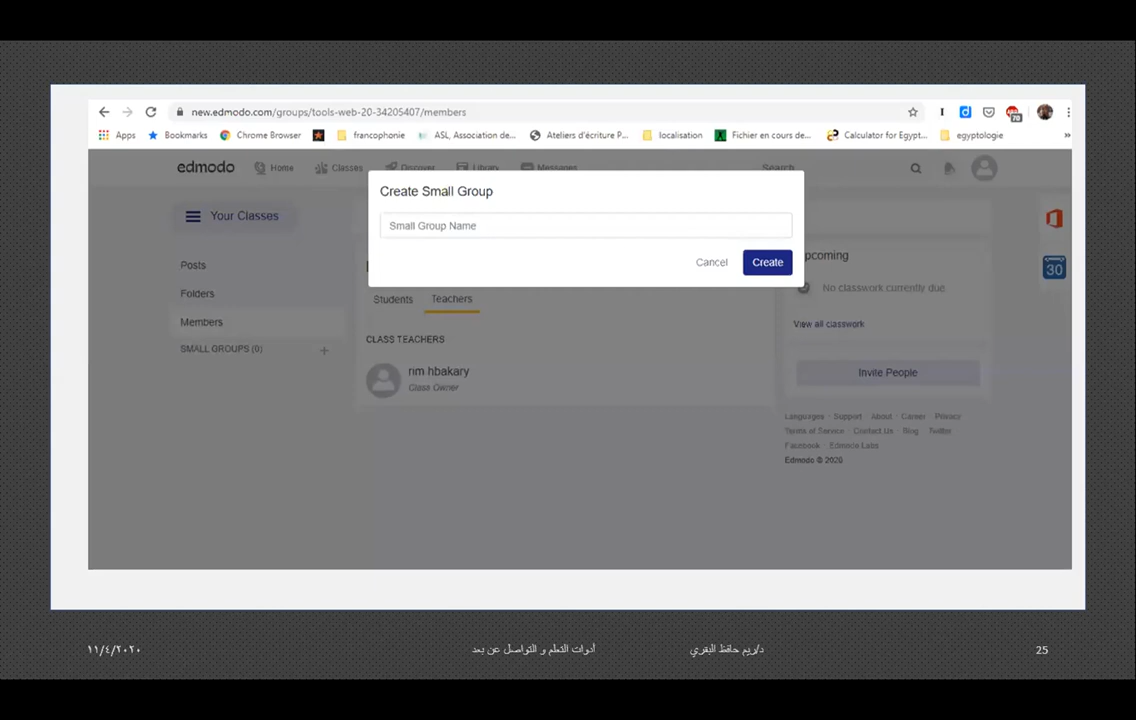 new.edmodo.com/groups/tools-web-20-34205407/members
70
Apps Bookmarks Chrome Browser francophonie ASL, Association de... Ateliers d'écriture P... localisation Fichier en cours de... Calculator for Egypt... egyptologie »
edmodo Home Classes Discover Library Messages Search
Create Small Group
Small Group Name
Cancel Create
Your Classes
Posts
Folders
Members
SMALL GROUPS (0) +
Students Teachers
CLASS TEACHERS
rim hbakary
Class Owner
pcoming
No classwork currently due
View all classwork
Invite People
Languages · Support · About · Career · Privacy
Terms of Service · Contact Us · Blog · Twitter
Facebook · Edmodo Labs
Edmodo © 2020
30
١١/٤/٢٠٢٠ أدوات التعلم و التواصل عن بعد د/ريم حافظ البقري 25